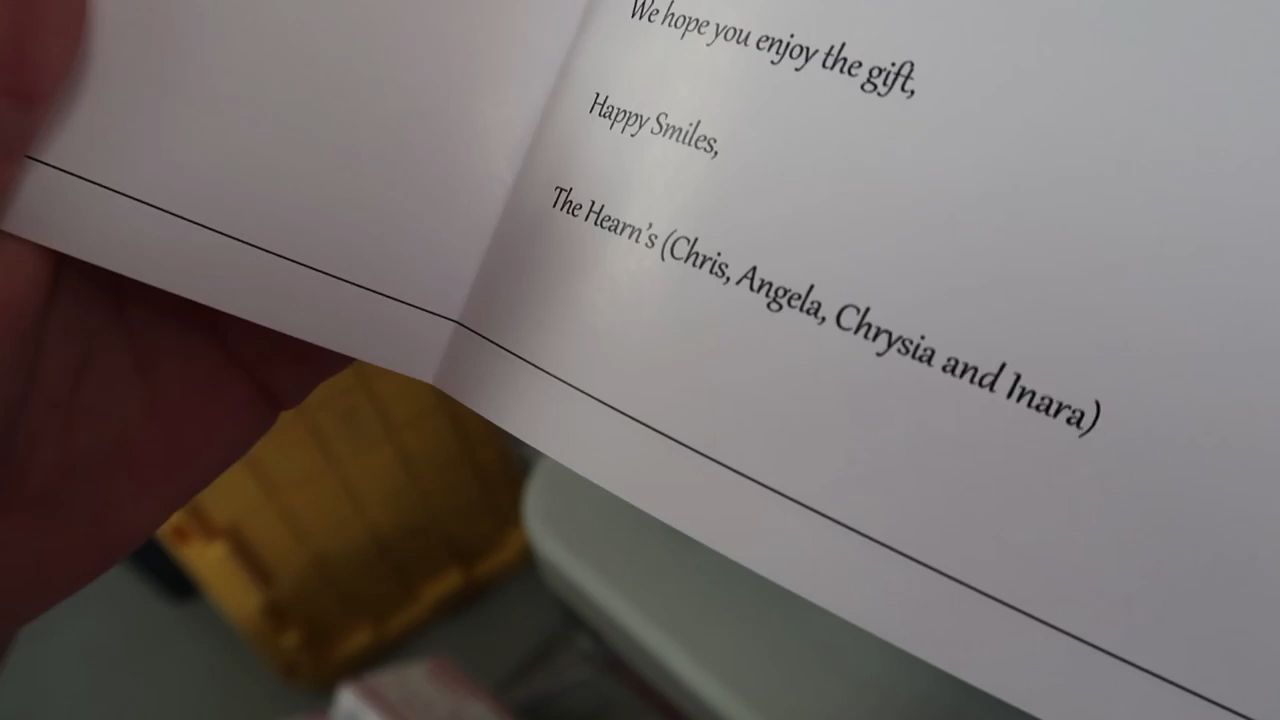 We hope you enjoy the gift,
Happy Smiles,
The Hearn's (Chris, Angela, Chrysia and Inara)